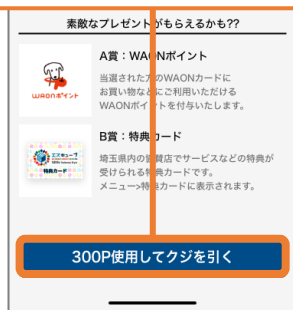 素敵なプレゼントがもらえるかも??
A賞：WAONポイント
当選された方のWAONカードに
お買い物などにご利用いただける
WAONポイントを付与いたします。
WAONポイント
B賞：特典カード
埼玉県内の協賛店でサービスなどの特典が
受けられる特典カードです。
メニュー>特典カードに表示されます。
特典カード
300P使用してクジを引く